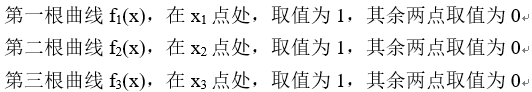 第一根曲线 f₁(x)，在 x₁ 点处，取值为 1，其余两点取值为 0
第二根曲线 f₂(x)，在 x₂ 点处，取值为 1，其余两点取值为 0
第三根曲线 f₃(x)，在 x₃ 点处，取值为 1，其余两点取值为 0